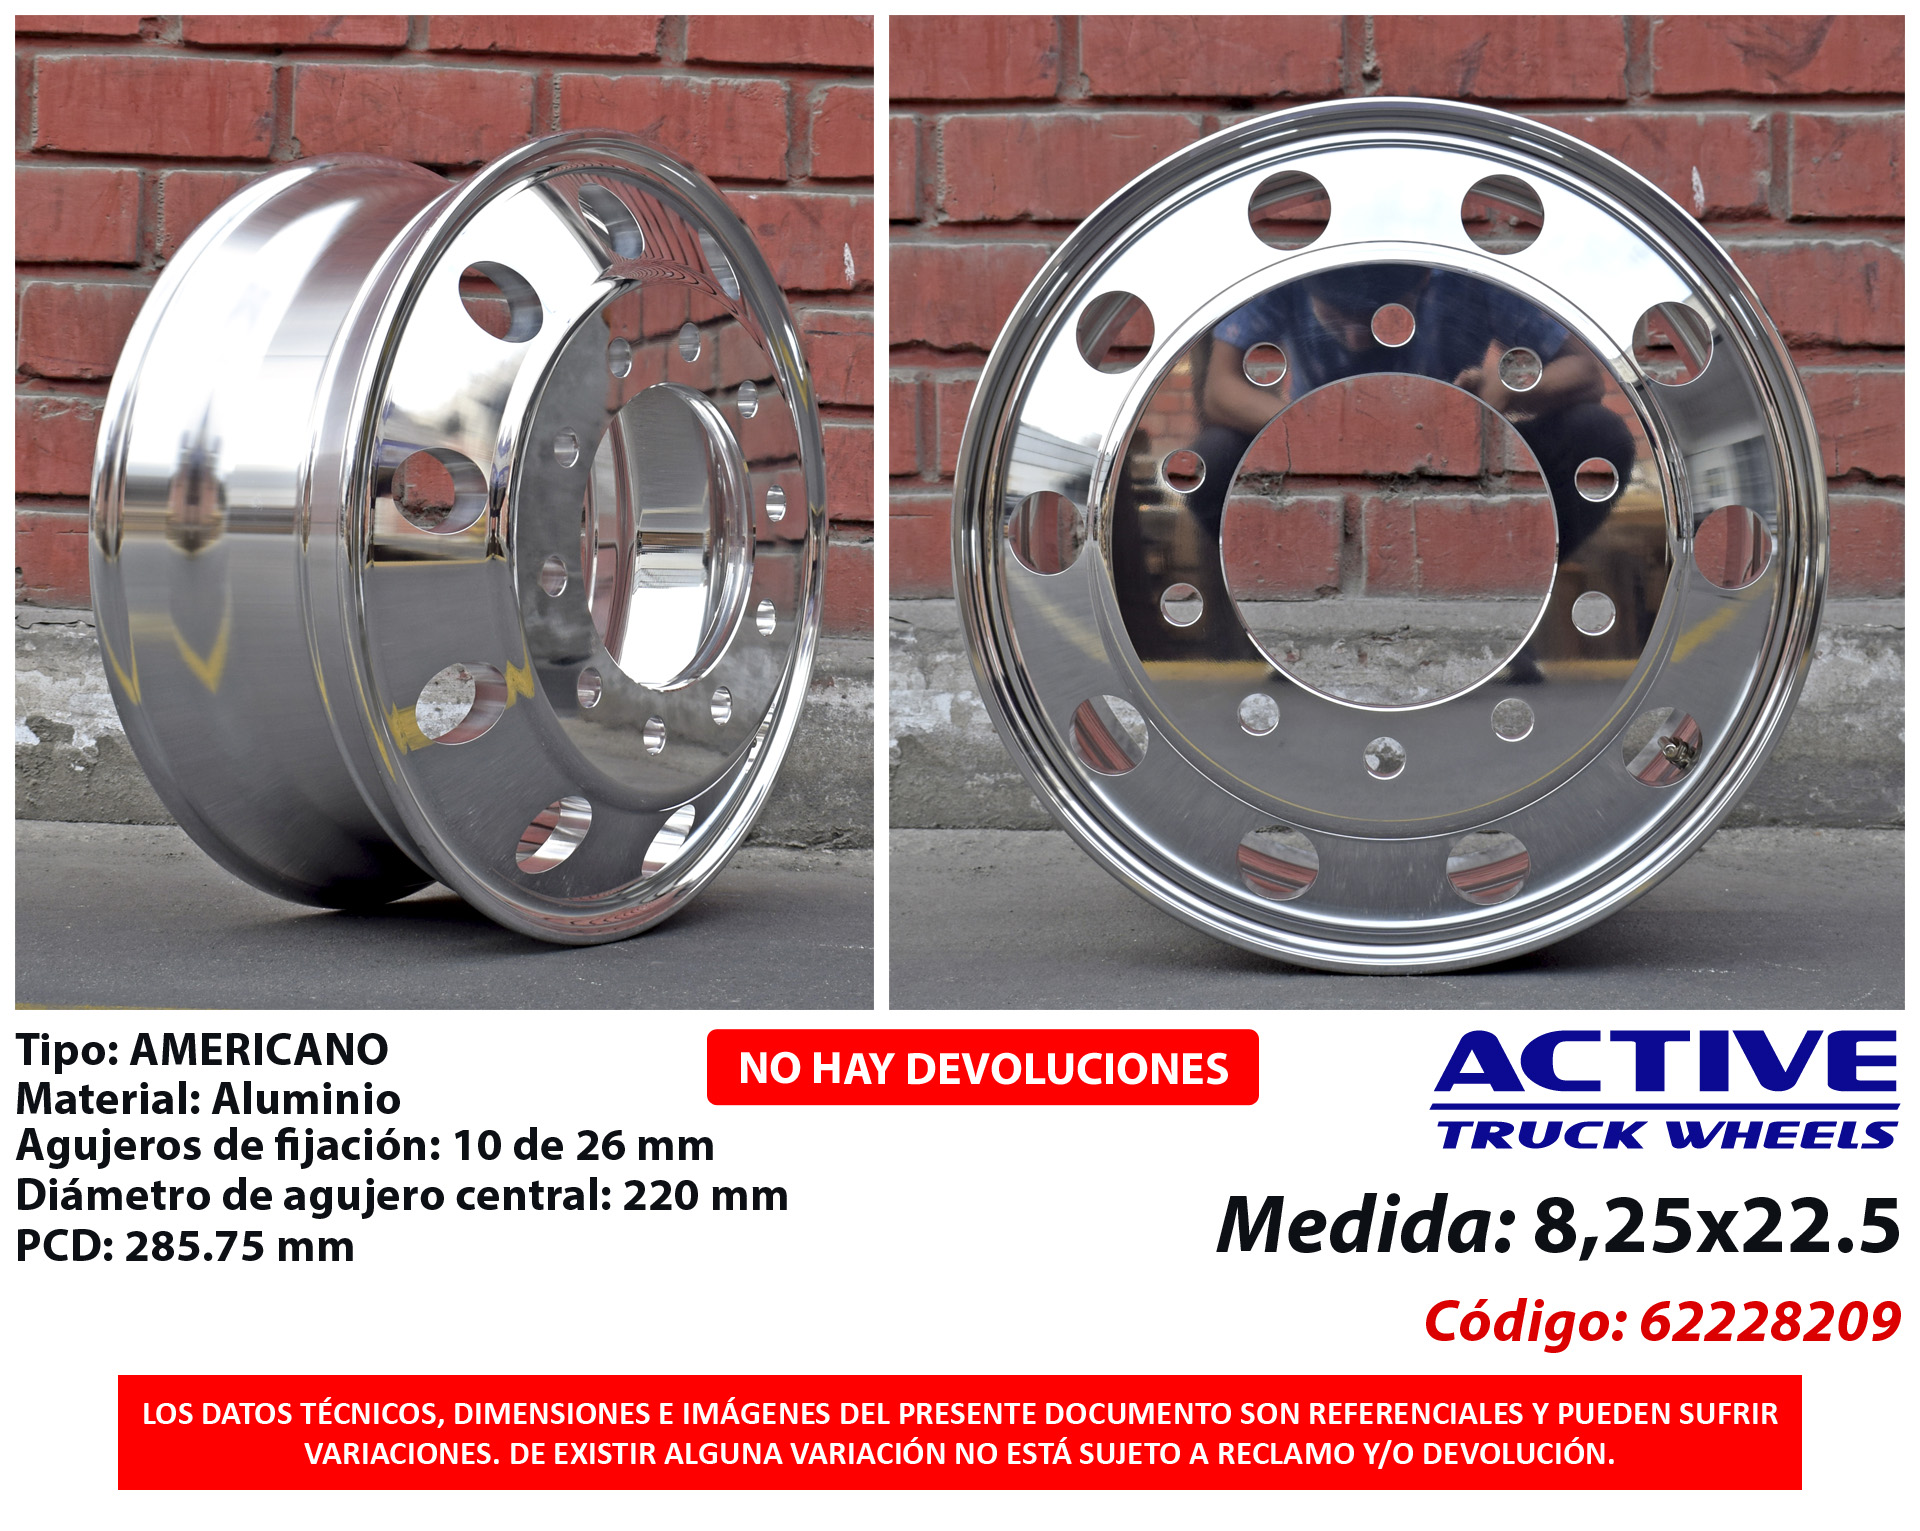 Tipo: AMERICANO
Material: Aluminio
Agujeros de fijación: 10 de 26 mm
Diámetro de agujero central: 220 mm
PCD: 285.75 mm
NO HAY DEVOLUCIONES
ACTIVE
TRUCK WHEELS
Medida: 8,25x22.5
Código: 62228209
LOS DATOS TÉCNICOS, DIMENSIONES E IMÁGENES DEL PRESENTE DOCUMENTO SON REFERENCIALES Y PUEDEN SUFRIR
VARIACIONES. DE EXISTIR ALGUNA VARIACIÓN NO ESTÁ SUJETO A RECLAMO Y/O DEVOLUCIÓN.